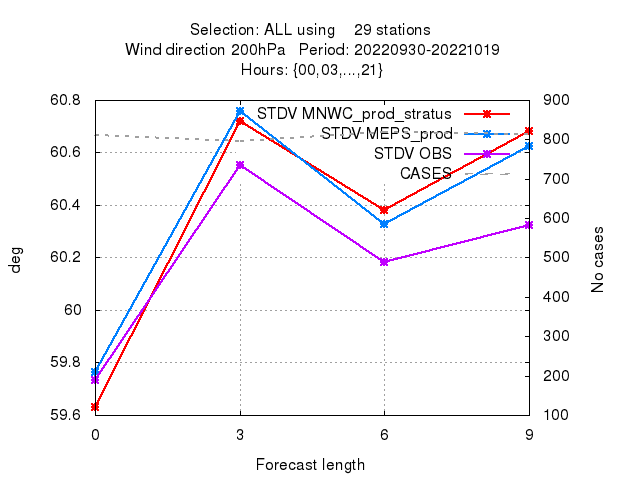 Selection: ALL using    29 stations
Wind direction 200hPa   Period: 20220930-20221019
Hours: {00,03,...,21}
60.8
60.6
60.4
60.2
60
59.8
59.6
deg
STDV MNWC_prod_stratus
STDV MEPS_prod
STDV OBS
CASES
900
800
700
600
500
400
300
200
100
No cases
0 3 6 9
Forecast length